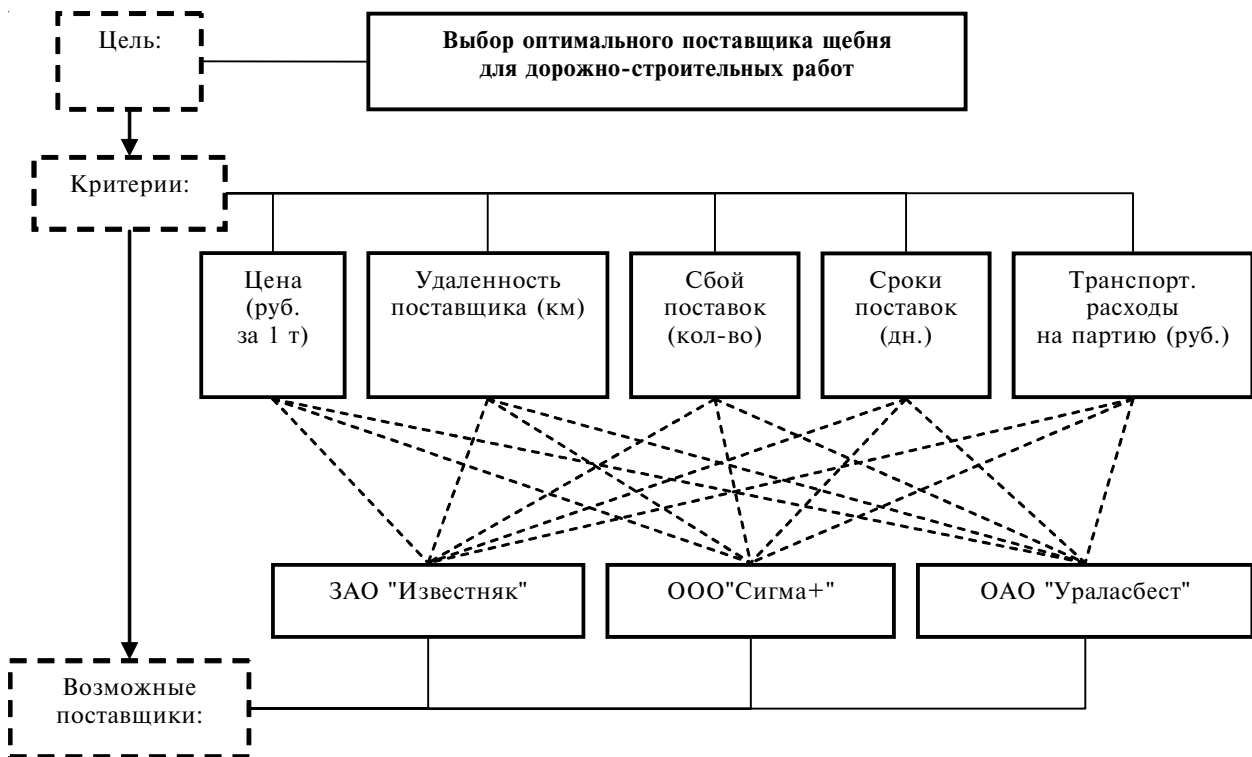 Цель:
Выбор оптимального поставщика щебня
для дорожно-строительных работ
Критерии:
Цена
(руб.
за 1 т)
Удаленность
поставщика (км)
Сбой
поставок
(кол-во)
Сроки
поставок
(дн.)
Транспорт.
расходы
на партию (руб.)
ЗАО "Известняк"
ООО"Сигма+"
ОАО "Ураласбест"
Возможные
поставщики: